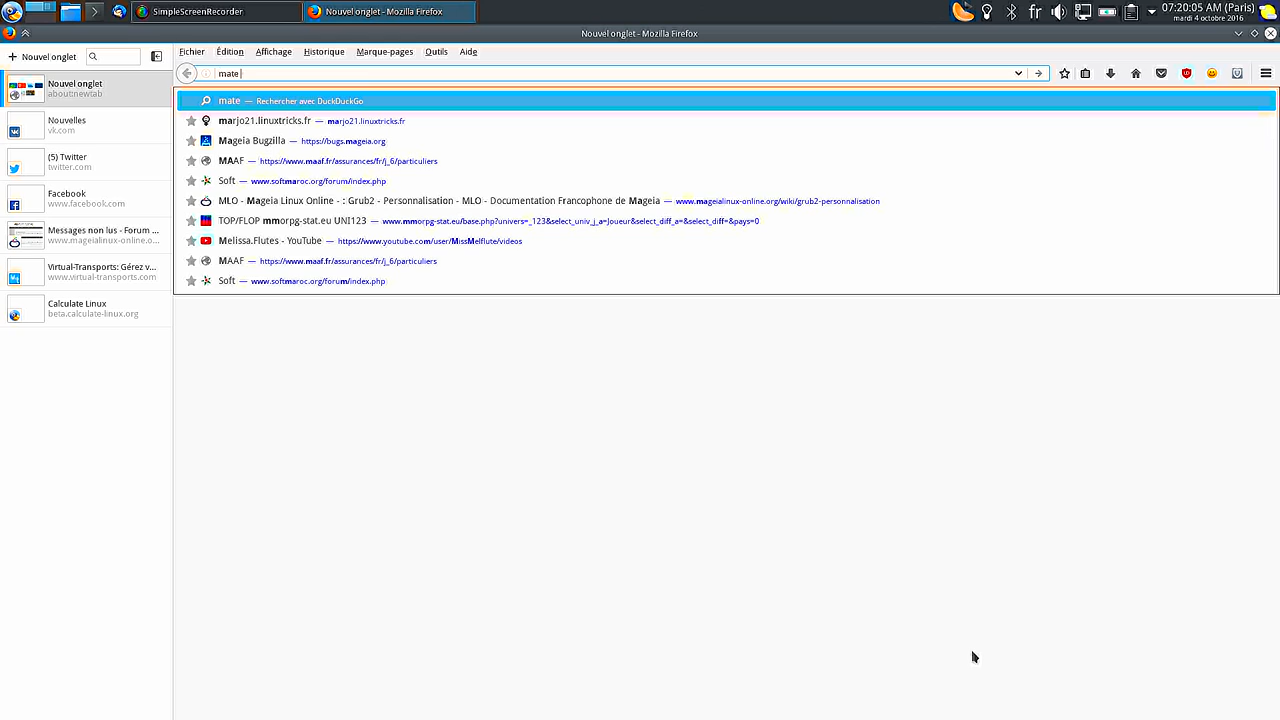 SimpleScreenRecorder
Nouvel onglet - Mozilla Firefox
fr
07:20:05 AM (Paris)
mardi 4 octobre 2016
Nouvel onglet - Mozilla Firefox
Nouvel onglet
Fichier Édition Affichage Historique Marque-pages Outils Aide
mate
Nouvel onglet
about:newtab
Nouvelles
vk.com
(5) Twitter
twitter.com
Facebook
www.facebook.com
Messages non lus - Forum ...
www.mageialinux-online.o...
Virtual-Transports: Gérez v...
www.virtual-transports.com
Calculate Linux
beta.calculate-linux.org
mate — Rechercher avec DuckDuckGo
marjo21.linuxtricks.fr — marjo21.linuxtricks.fr
Mageia Bugzilla — https://bugs.mageia.org
MAAF — https://www.maaf.fr/assurances/fr/j_6/particuliers
Soft — www.softmaroc.org/forum/index.php
MLO - Mageia Linux Online - : Grub2 - Personnalisation - MLO - Documentation Francophone de Mageia — www.mageialinux-online.org/wiki/grub2-personnalisation
TOP/FLOP mmorpg-stat.eu UNI123 — www.mmorpg-stat.eu/base.php?univers=_123&select_univ_j_a=Joueur&select_diff_a=&select_diff=&pays=0
Melissa.Flutes - YouTube — https://www.youtube.com/user/MissMelflute/videos
MAAF — https://www.maaf.fr/assurances/fr/j_6/particuliers
Soft — www.softmaroc.org/forum/index.php